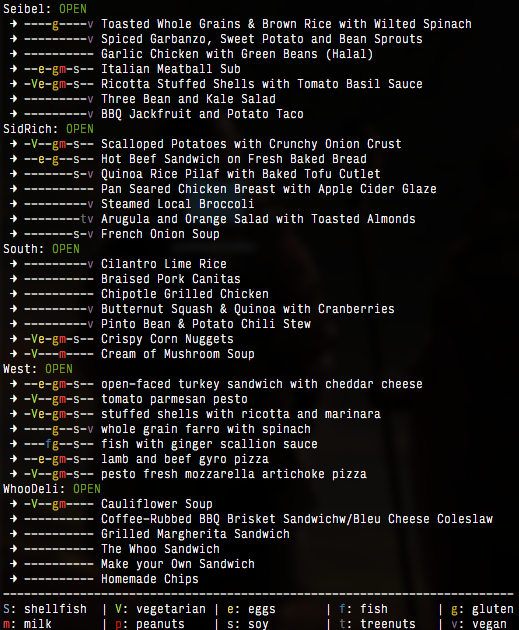 Seibel: OPEN
➜ ----g----v Toasted Whole Grains & Brown Rice with Wilted Spinach
➜ ---------v Spiced Garbanzo, Sweet Potato and Bean Sprouts
➜ ---------- Garlic Chicken with Green Beans (Halal)
➜ --e-gm-s-- Italian Meatball Sub
➜ -Ve-gm-s-- Ricotta Stuffed Shells with Tomato Basil Sauce
➜ ---------v Three Bean and Kale Salad
➜ ---------v BBQ Jackfruit and Potato Taco
SidRich: OPEN
➜ -V--gm-s-- Scalloped Potatoes with Crunchy Onion Crust
➜ --e-g--s-- Hot Beef Sandwich on Fresh Baked Bread
➜ -------s-v Quinoa Rice Pilaf with Baked Tofu Cutlet
➜ ---------- Pan Seared Chicken Breast with Apple Cider Glaze
➜ ---------v Steamed Local Broccoli
➜ --------tv Arugula and Orange Salad with Toasted Almonds
➜ -------s-v French Onion Soup
South: OPEN
➜ ---------v Cilantro Lime Rice
➜ ---------- Braised Pork Canitas
➜ ---------- Chipotle Grilled Chicken
➜ ---------v Butternut Squash & Quinoa with Cranberries
➜ ---------v Pinto Bean & Potato Chili Stew
➜ -Ve-gm-s-- Crispy Corn Nuggets
➜ -V---m---- Cream of Mushroom Soup
West: OPEN
➜ --e-gm-s-- open-faced turkey sandwich with cheddar cheese
➜ -V--gm-s-- tomato parmesan pesto
➜ -Ve-gm-s-- stuffed shells with ricotta and marinara
➜ ----g--s-v whole grain farro with spinach
➜ ---fg--s-- fish with ginger scallion sauce
➜ --e-gm-s-- lamb and beef gyro pizza
➜ -V--gm-s-- pesto fresh mozzarella artichoke pizza
WhooDeli: OPEN
➜ -V--gm---- Cauliflower Soup
➜ ---------- Coffee-Rubbed BBQ Brisket Sandwichw/Bleu Cheese Coleslaw
➜ ---------- Grilled Margherita Sandwich
➜ ---------- The Whoo Sandwich
➜ ---------- Make your Own Sandwich
➜ ---------- Homemade Chips
S: shellfish | V: vegetarian | e: eggs | f: fish | g: gluten
m: milk | p: peanuts | s: soy | t: treenuts | v: vegan